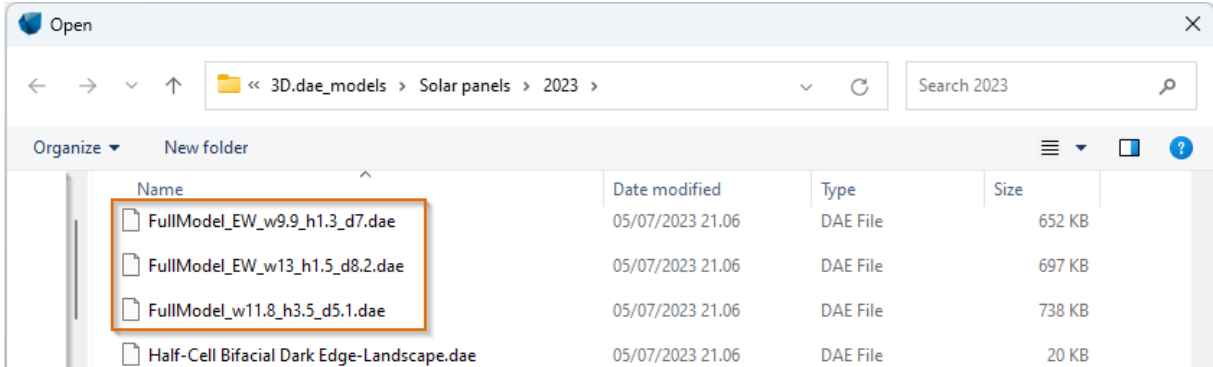 Open
« 3D.dae_models > Solar panels > 2023 >
Search 2023
Organize New folder
Name Date modified Type Size
FullModel_EW_w9.9_h1.3_d7.dae 05/07/2023 21.06 DAE File 652 KB
FullModel_EW_w13_h1.5_d8.2.dae 05/07/2023 21.06 DAE File 697 KB
FullModel_w11.8_h3.5_d5.1.dae 05/07/2023 21.06 DAE File 738 KB
Half-Cell Bifacial Dark Edge-Landscape.dae 05/07/2023 21.06 DAE File 20 KB